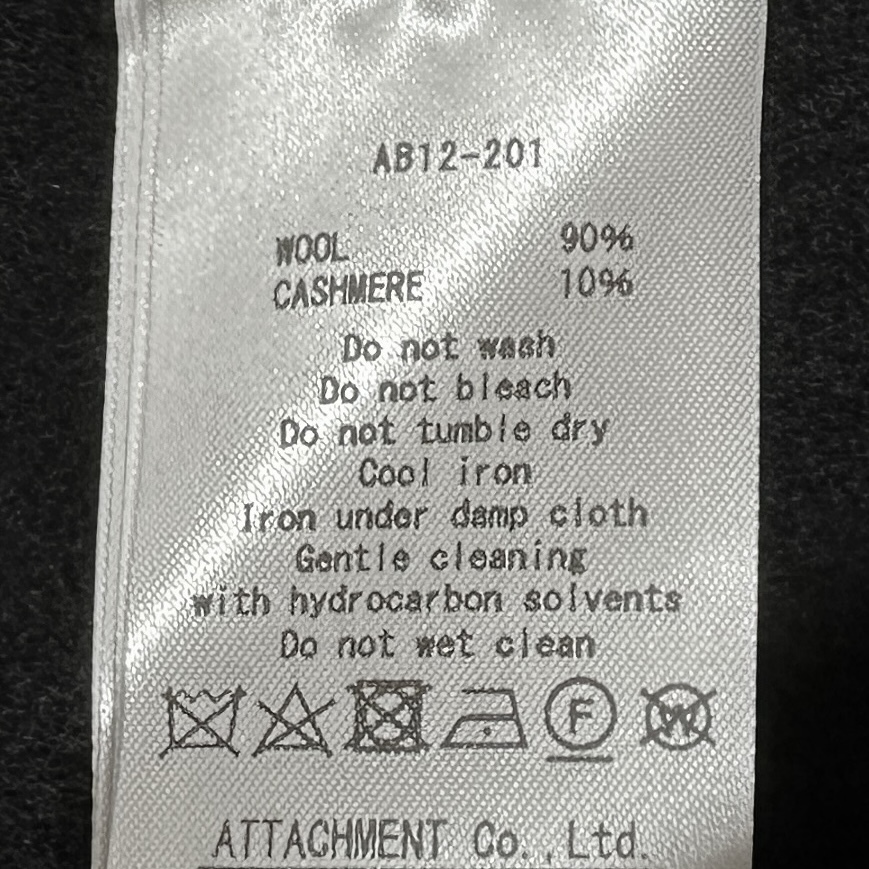 AB12-201
WOOL 90%
CASHMERE 10%
Do not wash
Do not bleach
Do not tumble dry
Cool iron
Iron under damp cloth
Gentle cleaning
with hydrocarbon solvents
Do not wet clean
F W
ATTACHMENT Co.,Ltd.